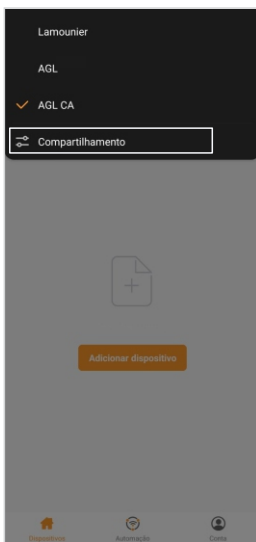 Lamounier
AGL
AGL CA
Compartilhamento
Adicionar dispositivo
Dispositivos
Automação
Conta